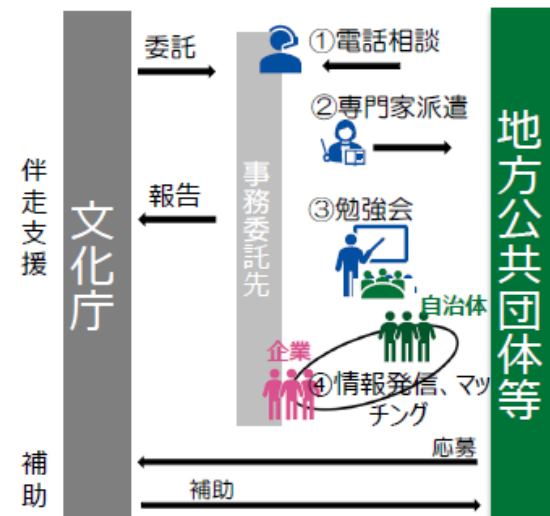 伴走支援
補助
文化庁
委託
報告
事務委託先
①電話相談
②専門家派遣
③勉強会
自治体
企業
④情報発信、マッ
チング
地方公共団体等
応募
補助